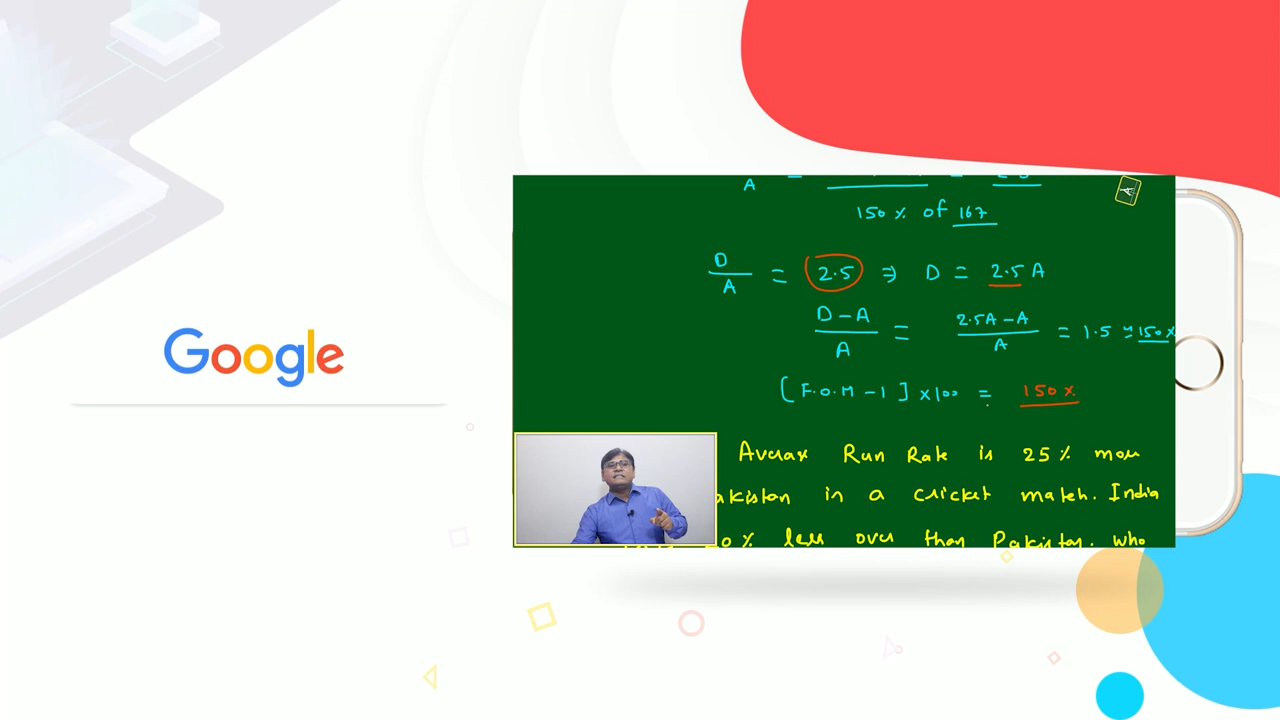 Google
A = =
150 % of 167
D/A = 2.5 ⇒ D = 2.5 A
D-A/A = 2.5A-A/A = 1.5 = 150%
[F.O.M - 1] x 100 = 150%
Average Run Rate is 25% more
akistan in a cricket match. India
0% less over than Pakistan. who